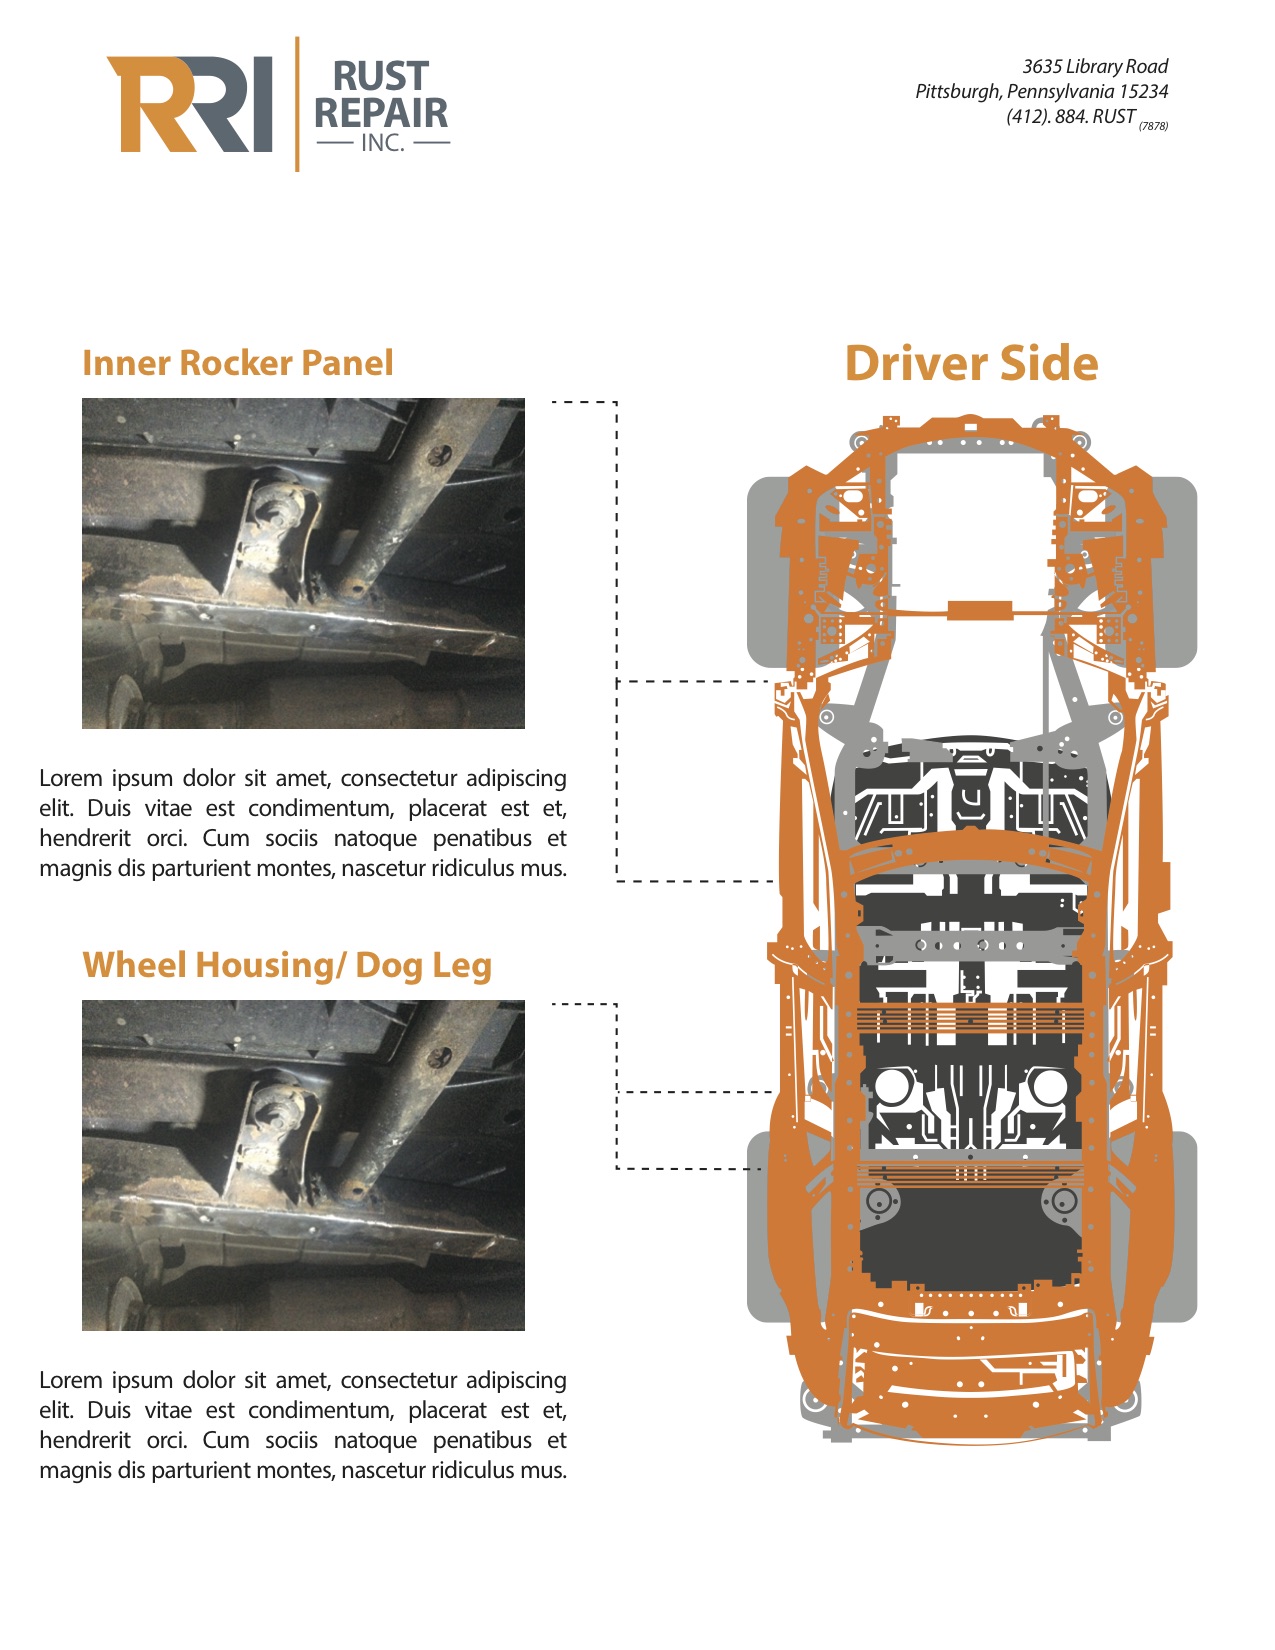 RRI
RUST
REPAIR
INC.
3635 Library Road
Pittsburgh, Pennsylvania 15234
(412). 884. RUST (7878)
Inner Rocker Panel
Driver Side
Lorem ipsum dolor sit amet, consectetur adipiscing
elit. Duis vitae est condimentum, placerat est et,
hendrerit orci. Cum sociis natoque penatibus et
magnis dis parturient montes, nascetur ridiculus mus.
Wheel Housing/ Dog Leg
Lorem ipsum dolor sit amet, consectetur adipiscing
elit. Duis vitae est condimentum, placerat est et,
hendrerit orci. Cum sociis natoque penatibus et
magnis dis parturient montes, nascetur ridiculus mus.